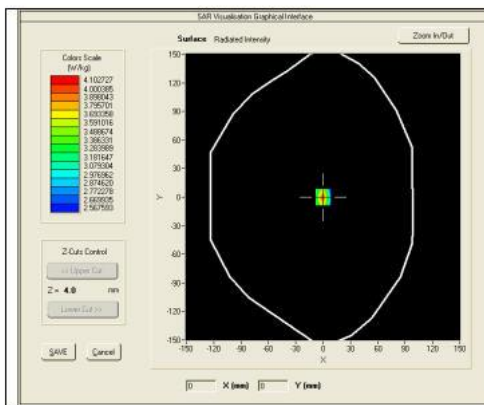 SAR Visualisation Graphical Interface
Surface Radiated Intensity
Zoom In/Out
Colors Scale
(W/kg)
4.102727
4.000385
3.898043
3.795701
3.693358
3.591016
3.488674
3.386331
3.283989
3.181647
3.079304
2.976962
2.874620
2.772278
2.669935
2.567593
Z-Cuts Control
<< Upper Cut
Z = 4.0 mm
Lower Cut >>
SAVE Cancel
150
120
90
60
30
Y
0
-30
-60
-90
-120
-150
-150 -120 -90 -60 -30 0 30 60 90 120 150
X
0 X (mm) 0 Y (mm)